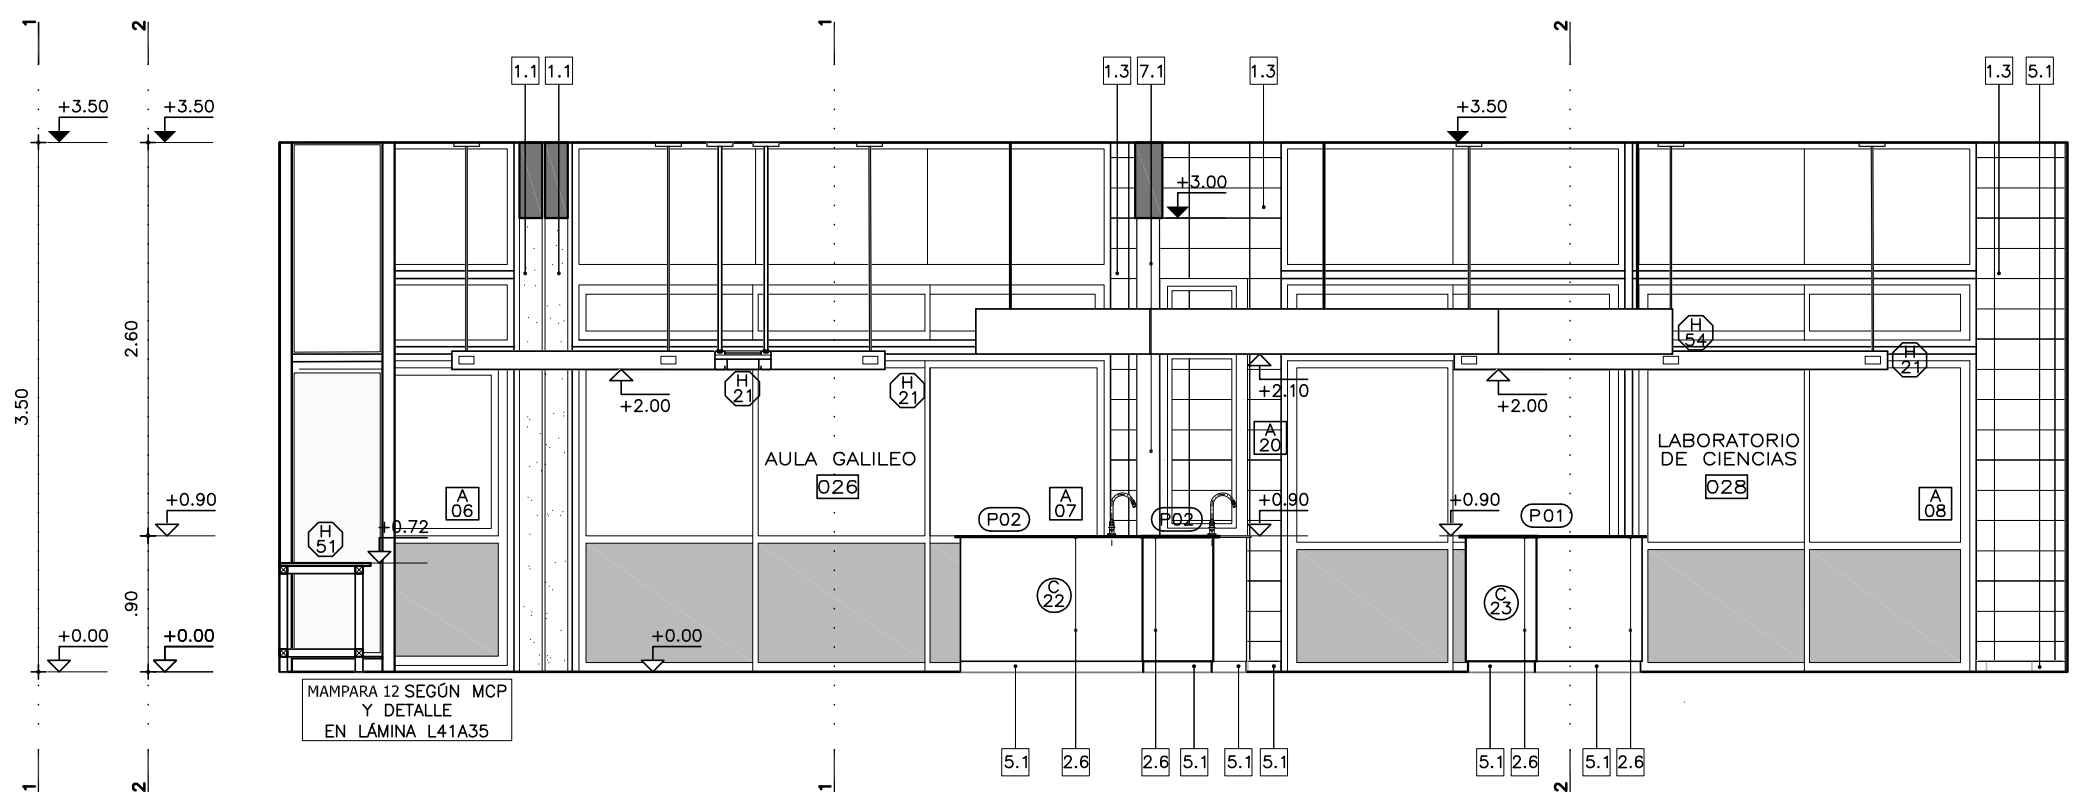 1
2
1
2
1.1
1.1
1.3
7.1
1.3
1.3
5.1
+3.50
+3.50
+3.50
+3.00
2.60
3.50
.90
H
54
H
21
H
21
H
21
+2.00
+2.10
+2.00
A
20
AULA GALILEO
026
LABORATORIO
DE CIENCIAS
028
A
06
A
07
A
08
+0.90
+0.90
+0.90
P02
P02
P01
H
51
+0.72
C
22
C
23
+0.00
+0.00
+0.00
MAMPARA 12 SEGÚN MCP
Y DETALLE
EN LÁMINA L41A35
5.1
2.6
2.6
5.1
5.1
5.1
5.1
2.6
5.1
2.6
1
2
1
2